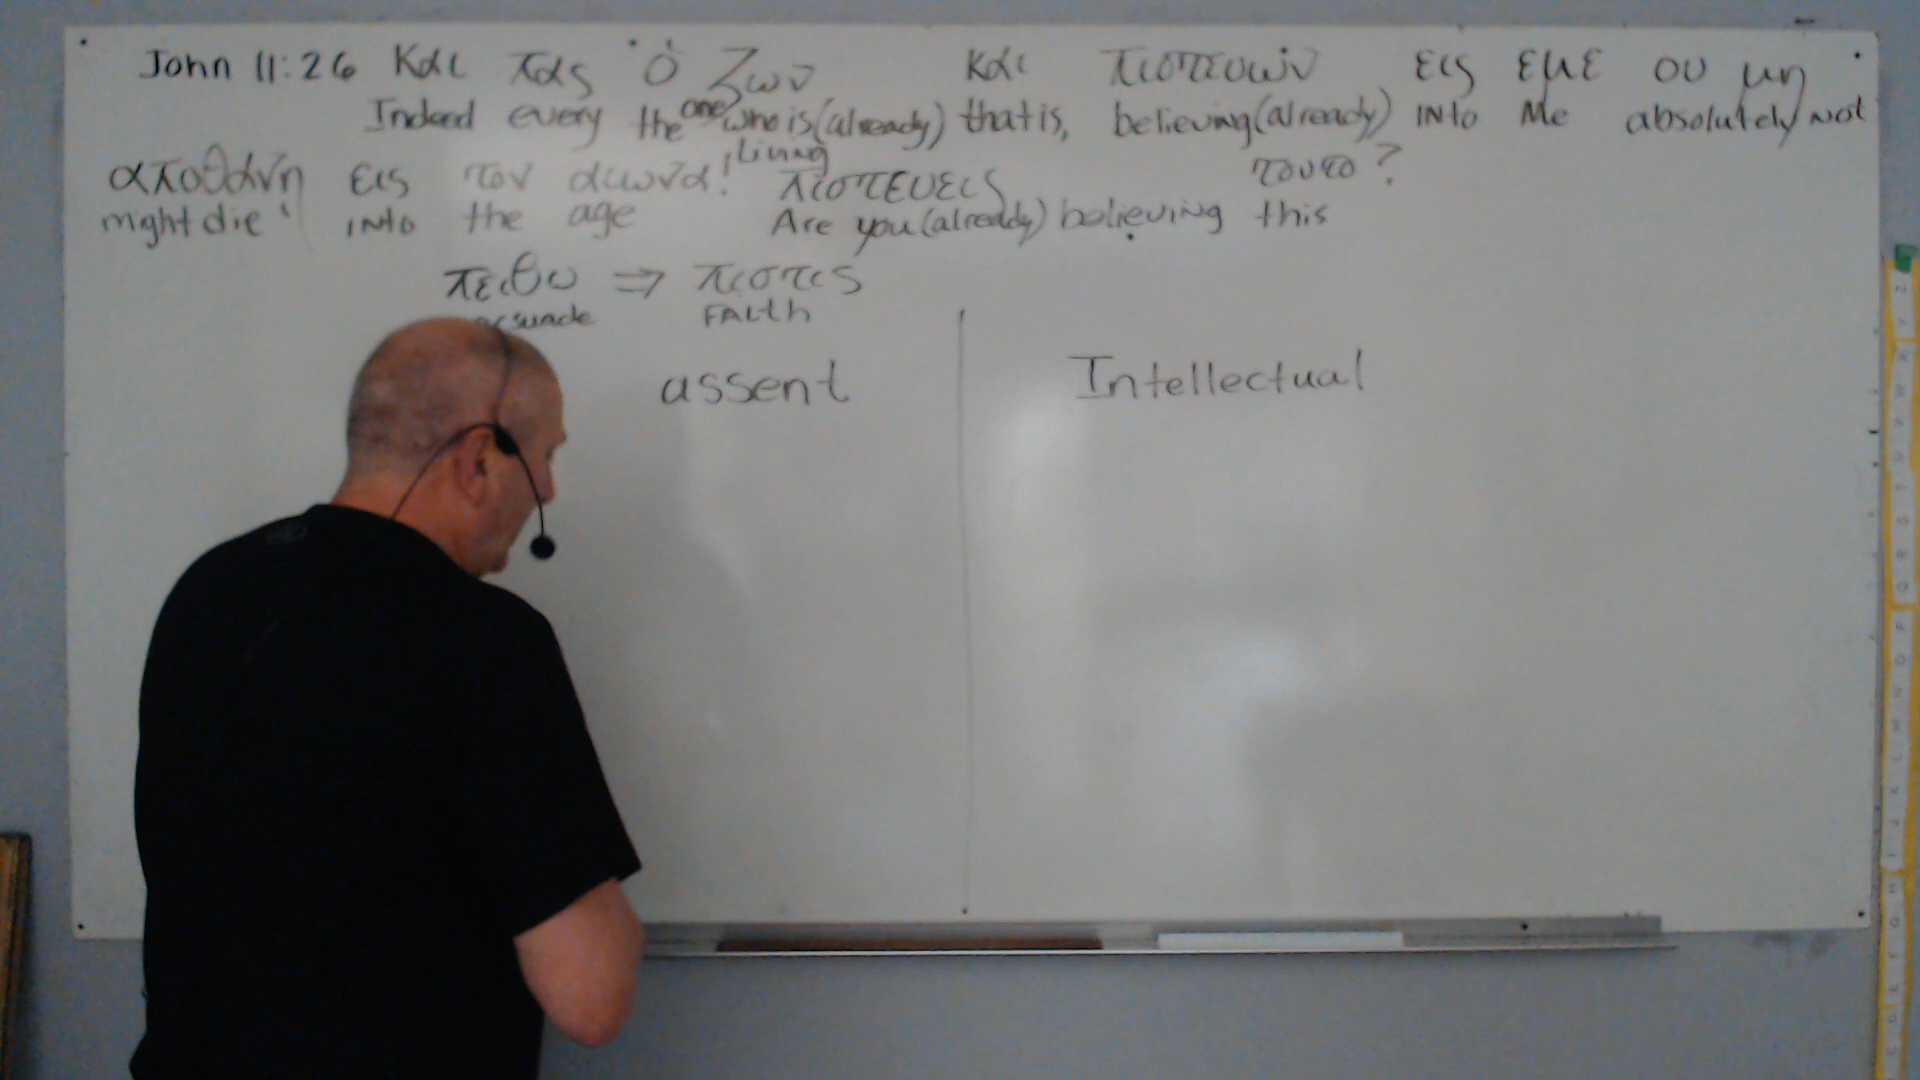 John 11:26 Και πας ὁ Ζων και πιστευων εις εμε ου μη
Indeed every the one who is (already) that is, believing (already) INto Me absolutely not
Living
αποθανη εις τον αιωνα! πιστευεις τουτο?
might die INto the age Are you (already) believing this
πειθω ⇒ πιστις
FAIth
assent Intellectual